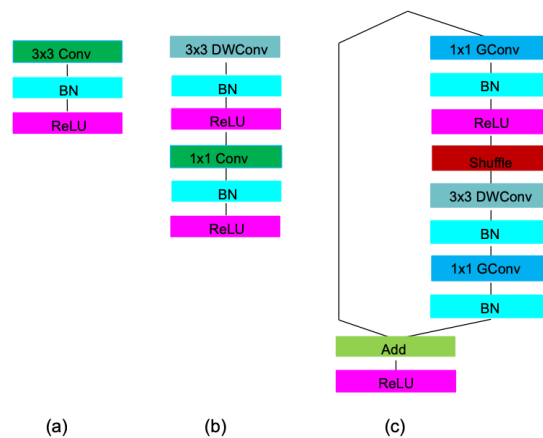 3x3 Conv
BN
ReLU
(a)
3x3 DWConv
BN
ReLU
1x1 Conv
BN
ReLU
(b)
1x1 GConv
BN
ReLU
Shuffle
3x3 DWConv
BN
1x1 GConv
BN
Add
ReLU
(c)